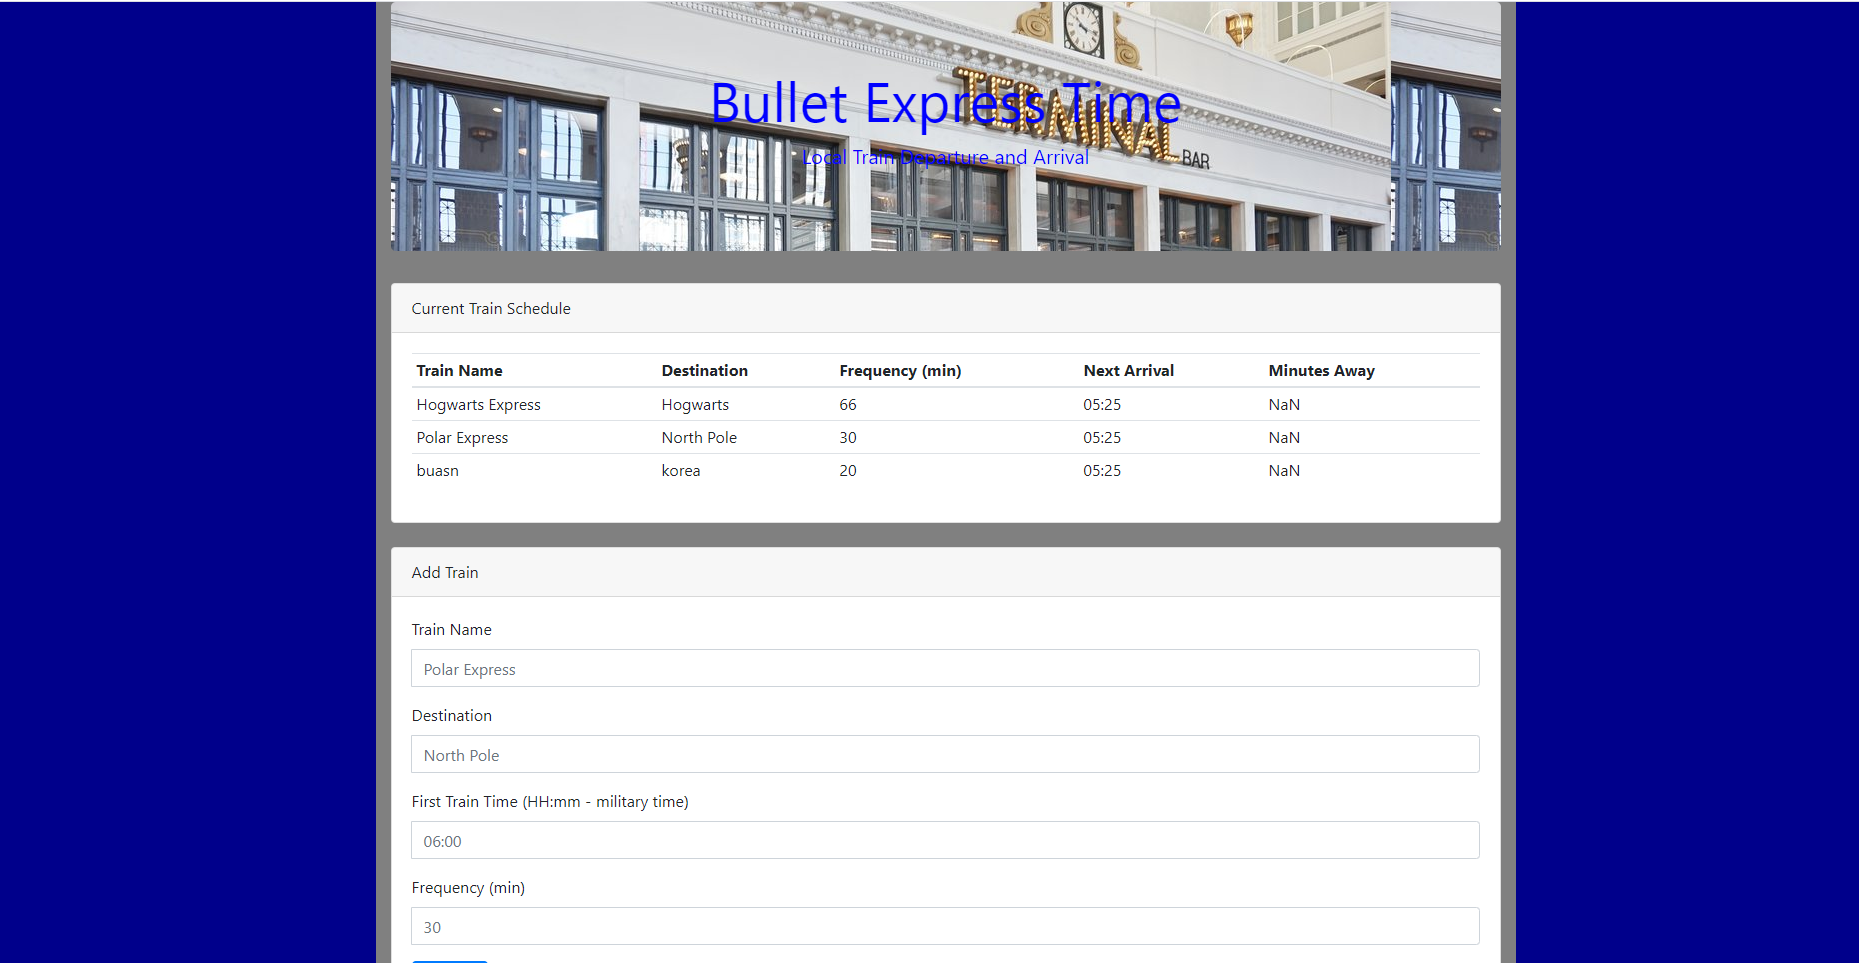 TERMINAL
BAR
Bullet Express Time
Local Train Departure and Arrival
Current Train Schedule
Train Name Destination Frequency (min) Next Arrival Minutes Away
Hogwarts Express Hogwarts 66 05:25 NaN
Polar Express North Pole 30 05:25 NaN
buasn korea 20 05:25 NaN
Add Train
Train Name
Polar Express
Destination
North Pole
First Train Time (HH:mm - military time)
06:00
Frequency (min)
30